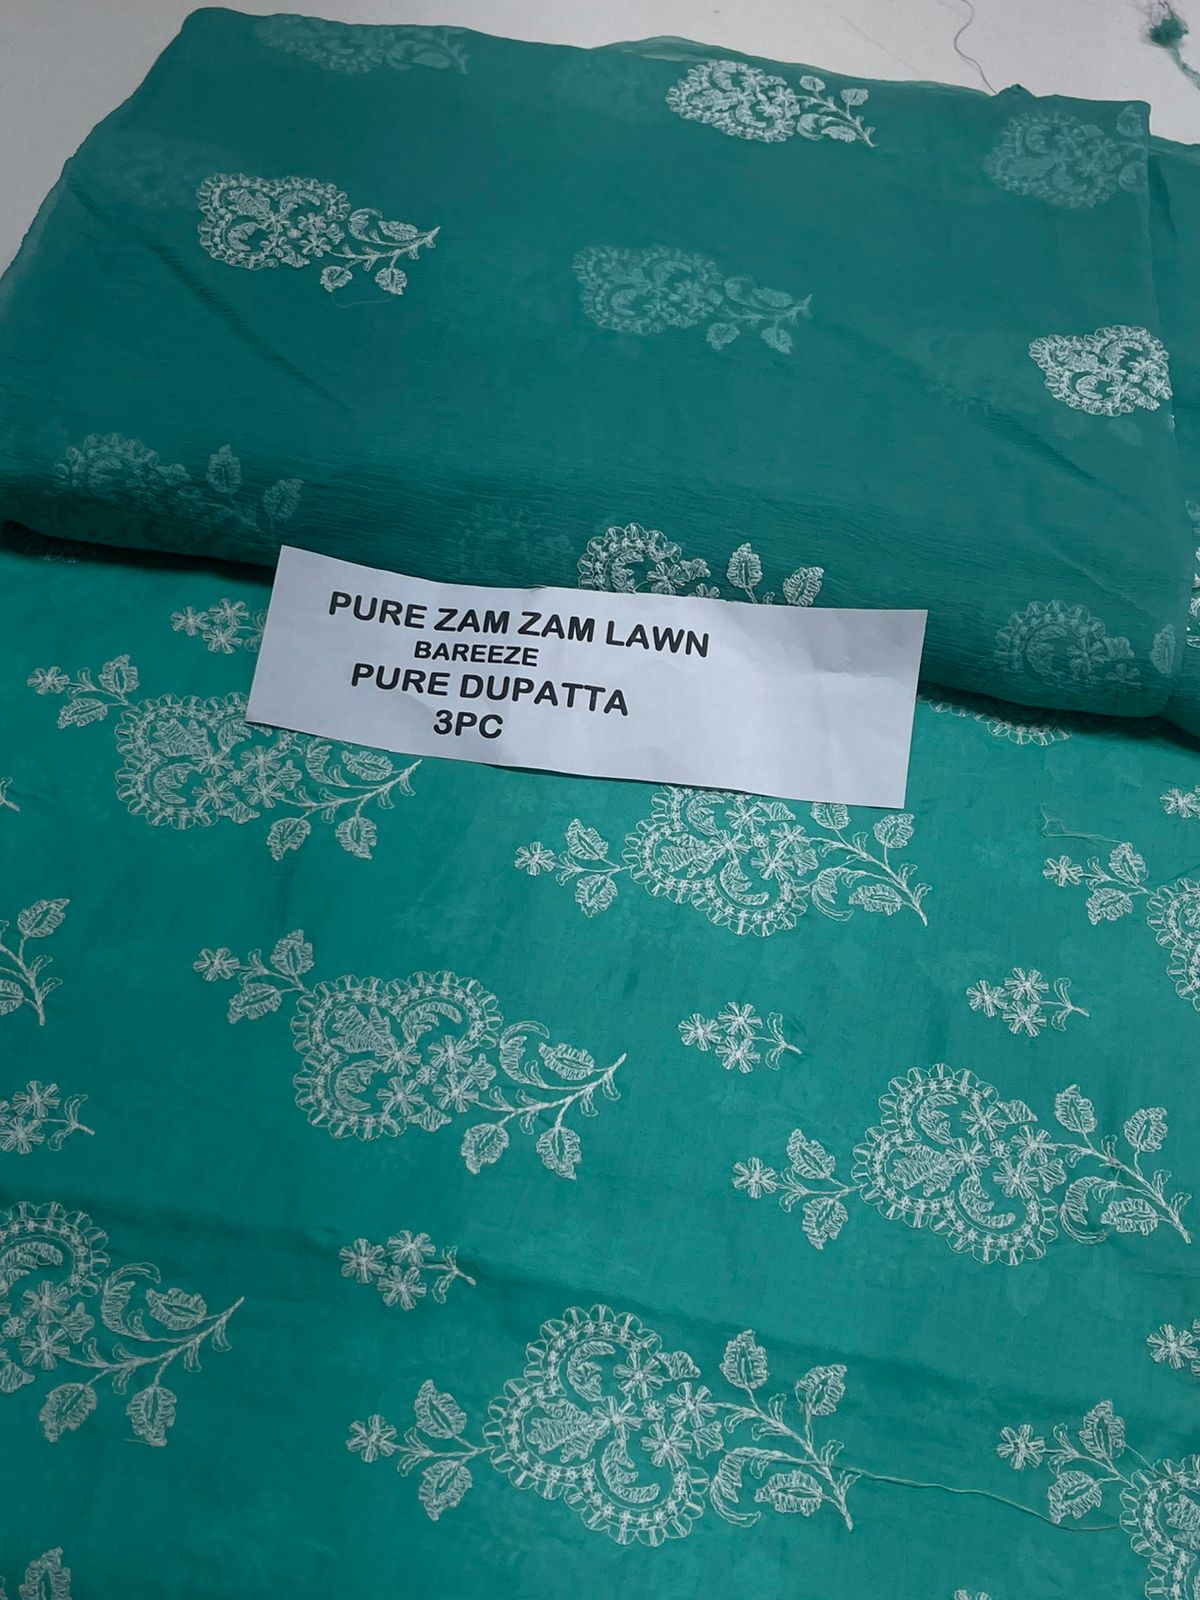 PURE ZAM ZAM LAWN
BAREEZE
PURE DUPATTA
3PC